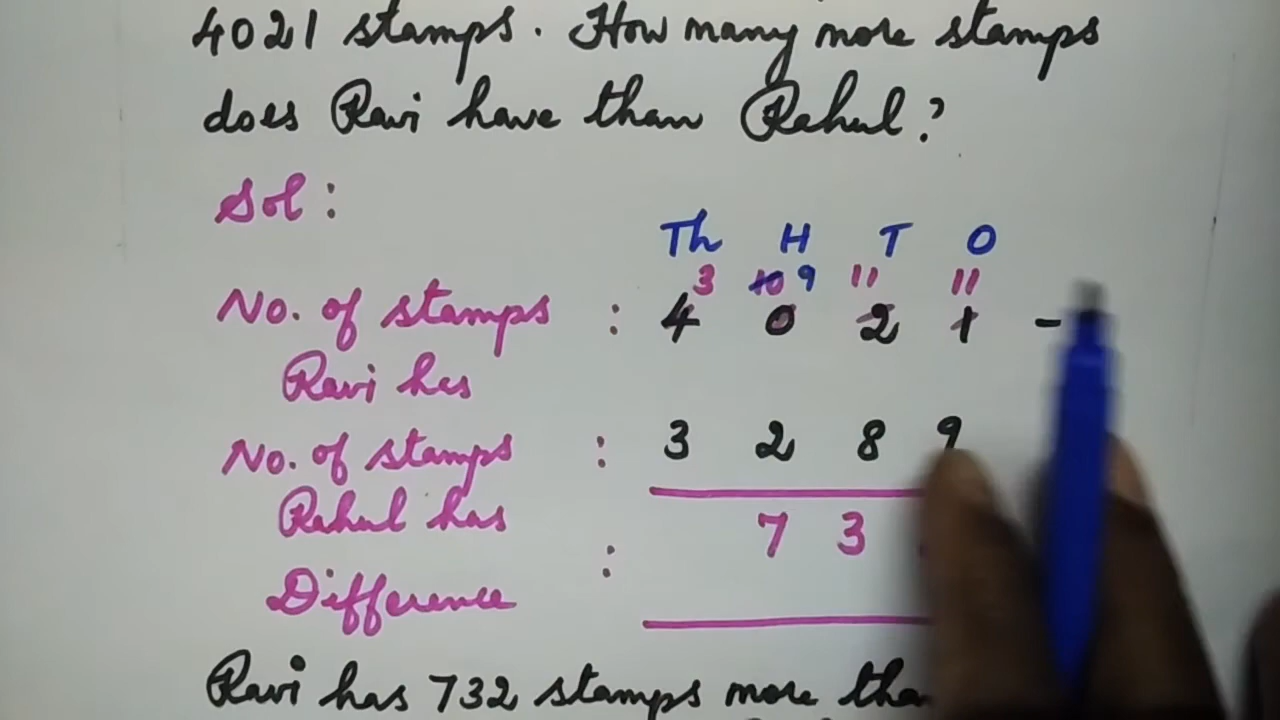 4021 stamps. How many more stamps
does Ravi have than Rahul?
Sol:
Th H T O
3 10 9 11 11
No. of stamps : 4 0 2 1 -
Ravi has
No. of stamps : 3 2 8 9
Rahul has
: 7 3
Difference
Ravi has 732 stamps more